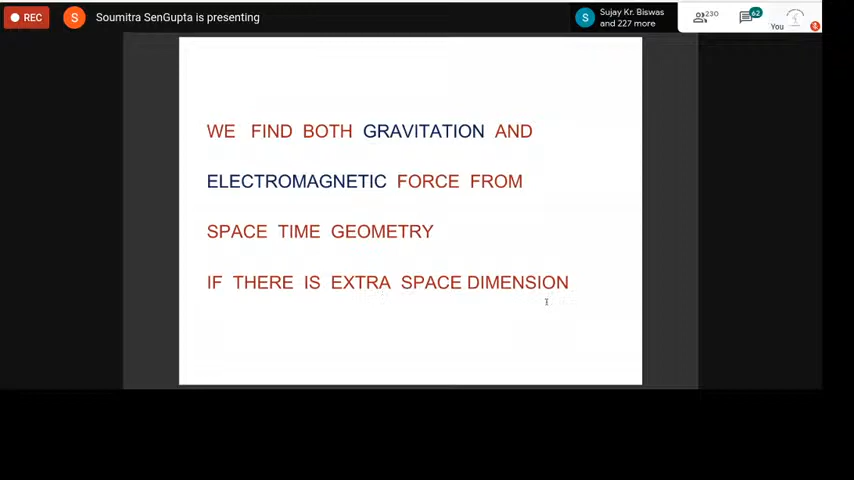 REC
S
Soumitra SenGupta is presenting
S
Sujay Kr. Biswas
and 227 more
230
62
You
WE FIND BOTH GRAVITATION AND
ELECTROMAGNETIC FORCE FROM
SPACE TIME GEOMETRY
IF THERE IS EXTRA SPACE DIMENSION